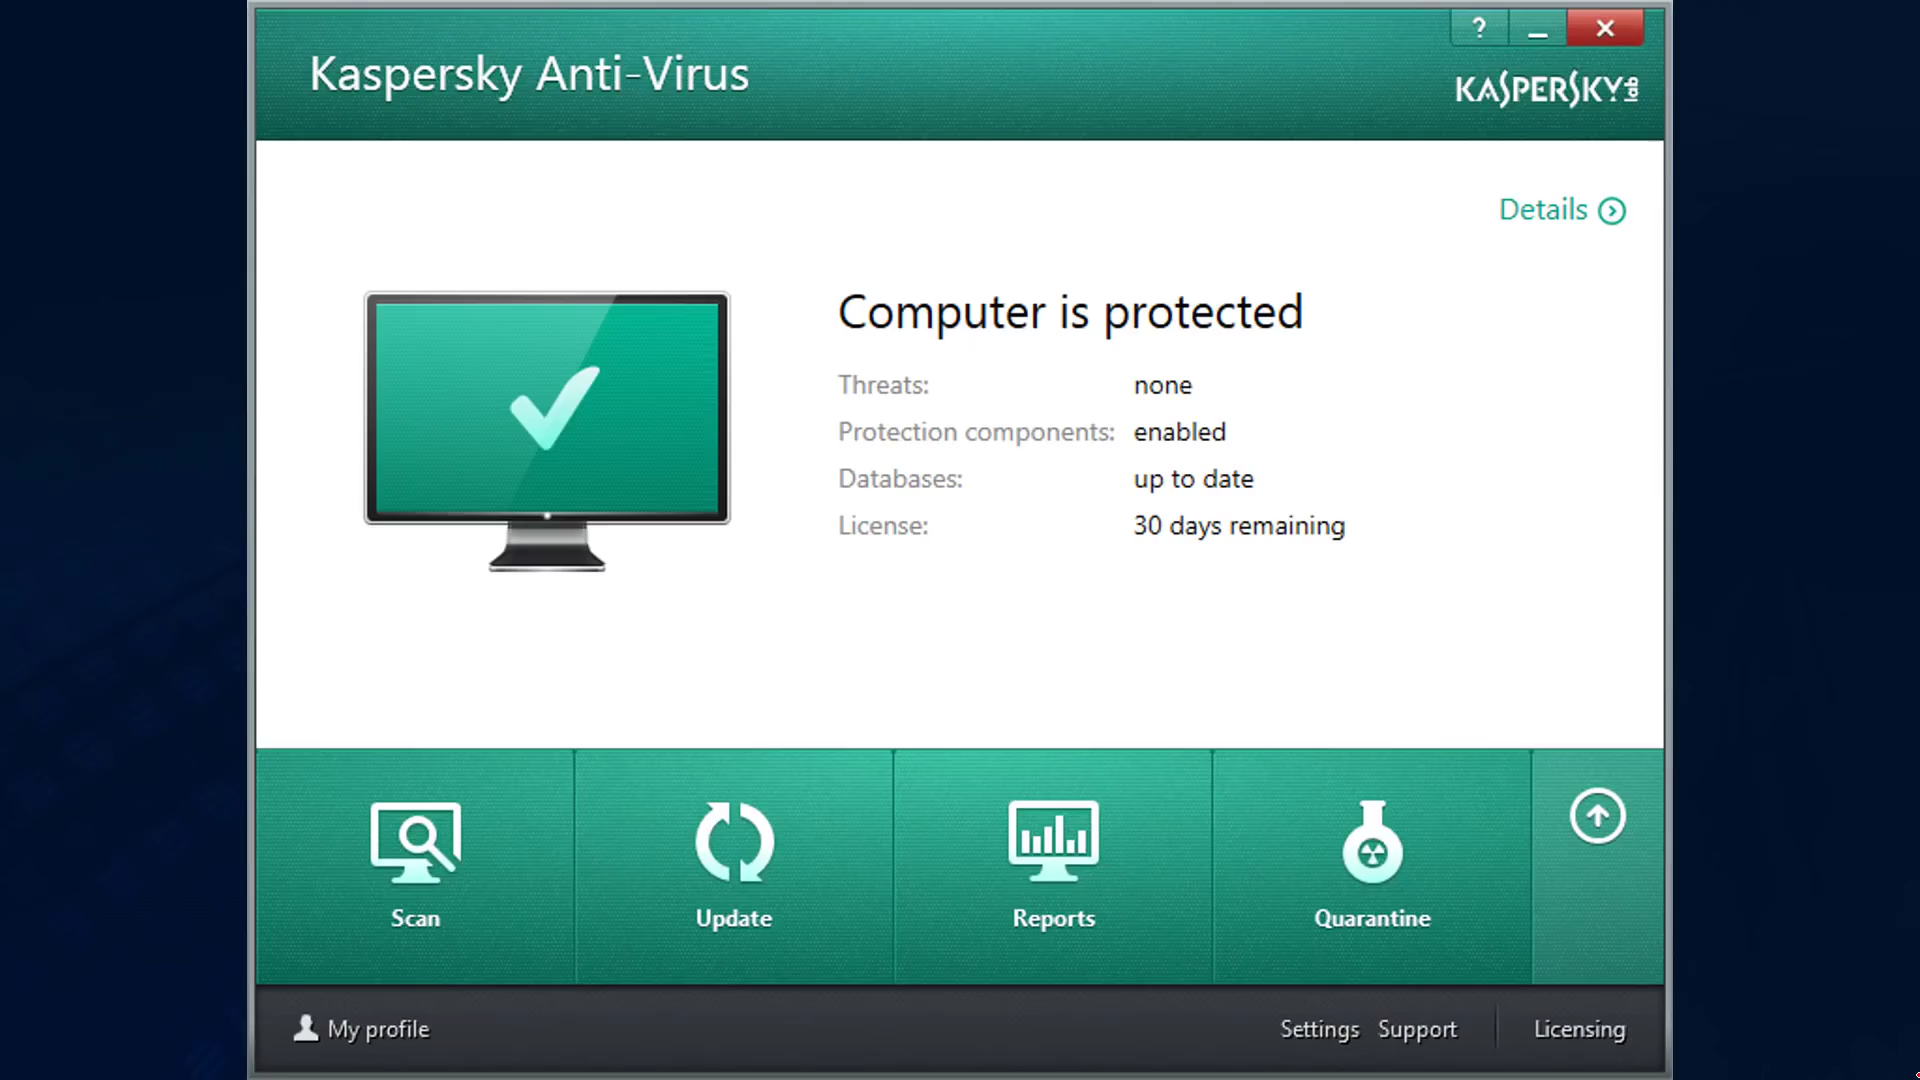 ?
Kaspersky Anti-Virus
KASPERSKY lab
Details
Computer is protected
Threats: none
Protection components: enabled
Databases: up to date
License: 30 days remaining
Scan Update Reports Quarantine
My profile Settings Support Licensing